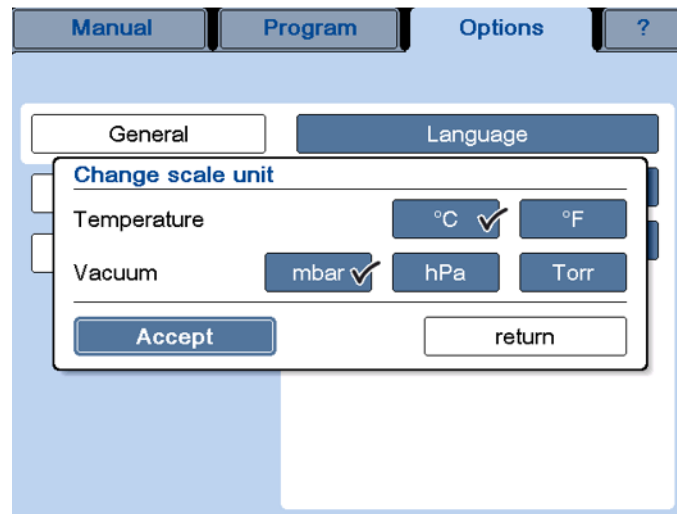 Manual Program Options ?
General Language
Change scale unit
Temperature °C °F
Vacuum mbar hPa Torr
Accept return